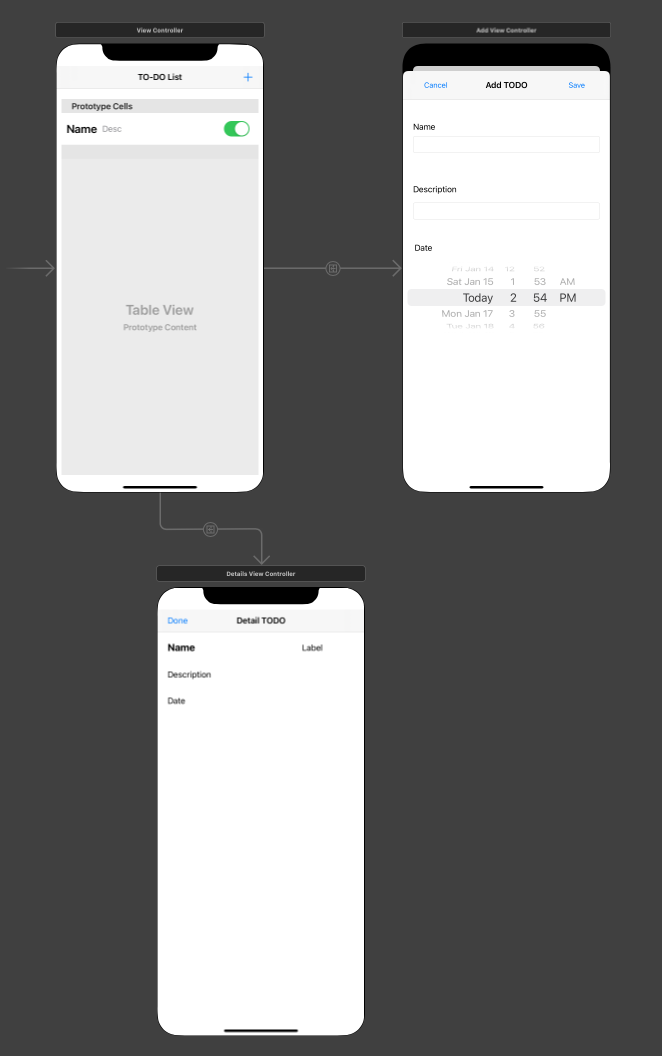 View Controller
TO-DO List +
Prototype Cells
Name Desc
Table View
Prototype Content
Add View Controller
Cancel Add TODO Save
Name
Description
Date
Fri Jan 14 12 52
Sat Jan 15 1 53 AM
Today 2 54 PM
Mon Jan 17 3 55
Tue Jan 18 4 56
Details View Controller
Done Detail TODO
Name Label
Description
Date